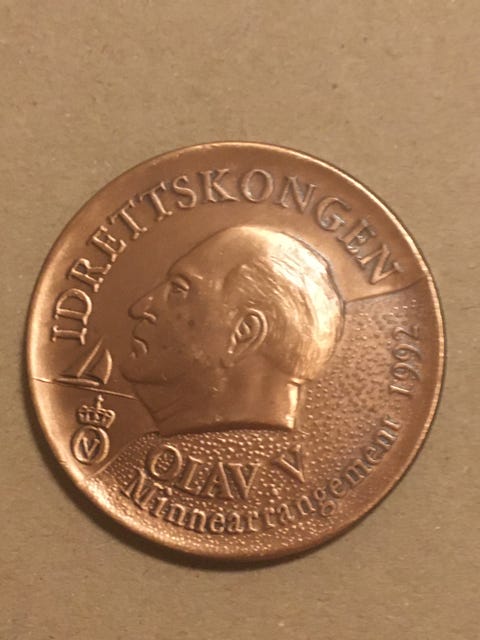 IDRETTSKONGEN
OLAV V
Minnearrangement 1992
V